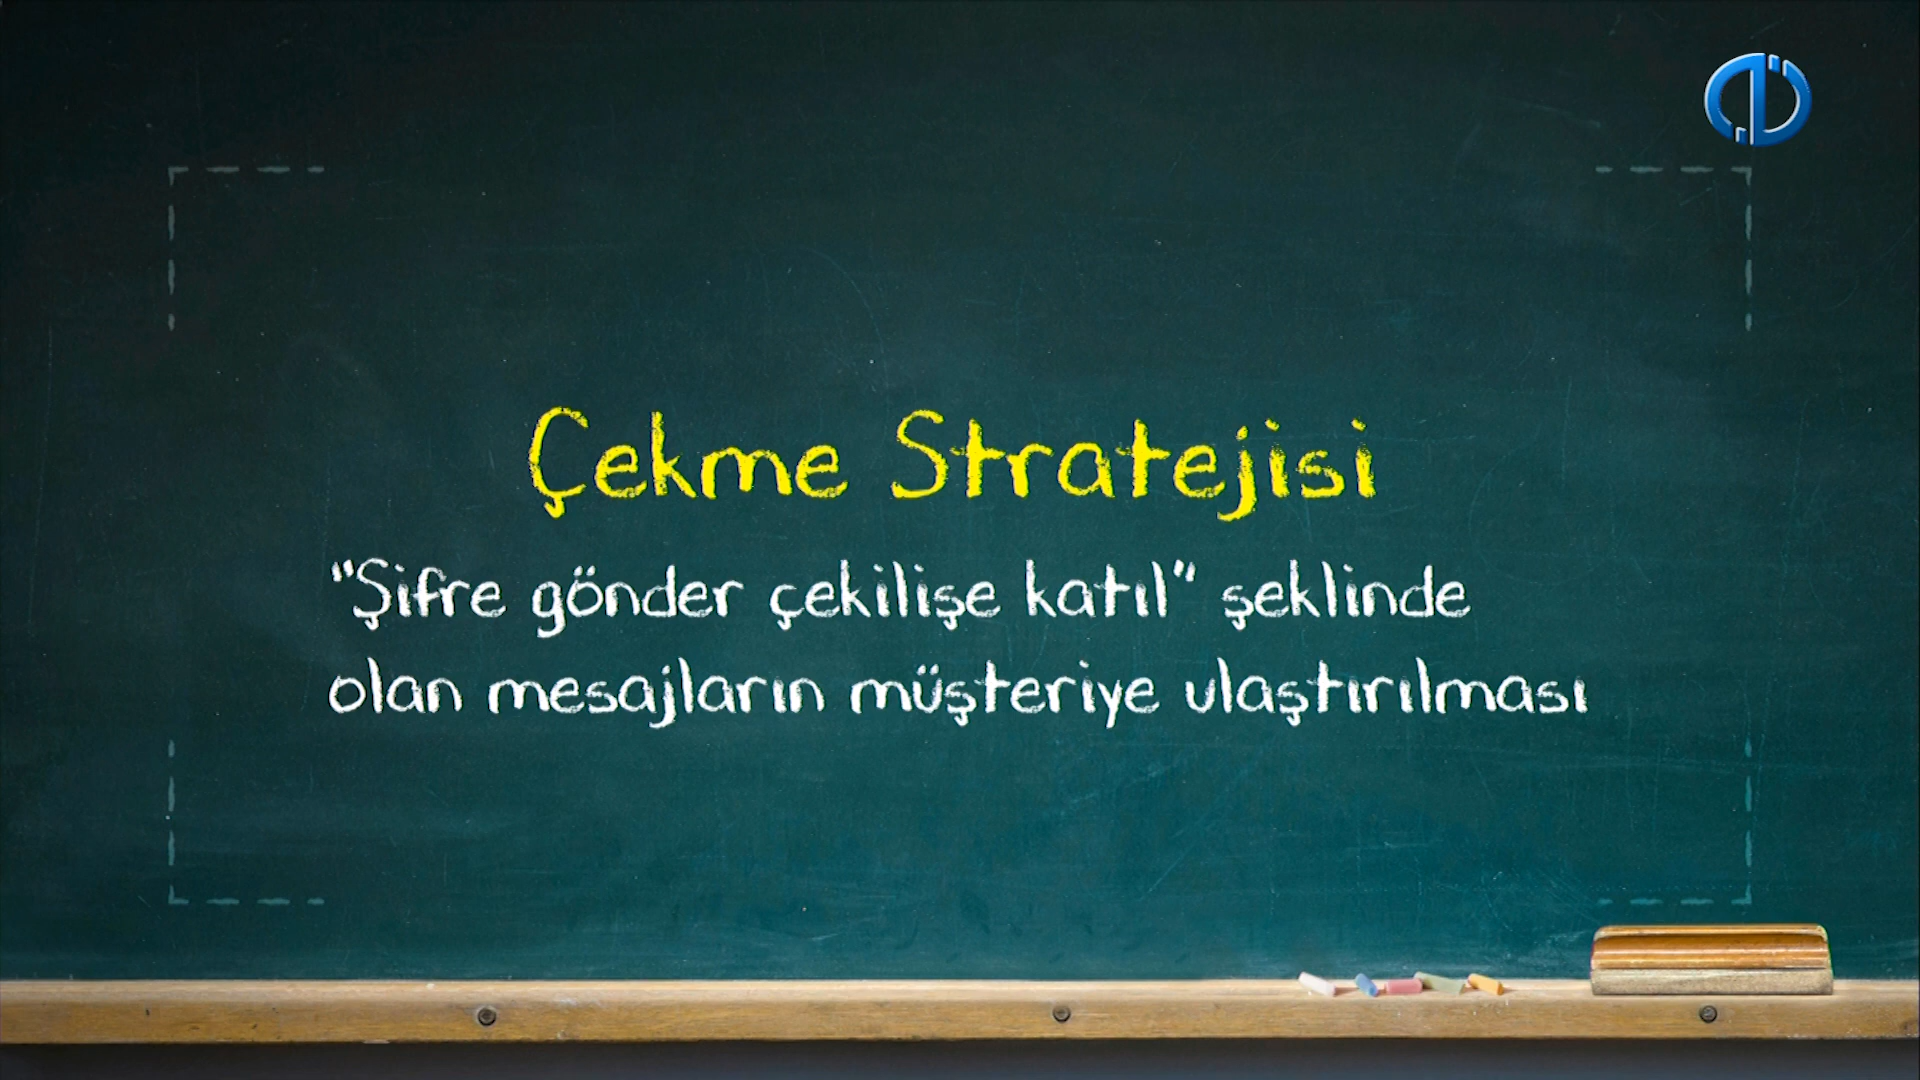 Çekme Stratejisi
"Şifre gönder çekilişe katıl" şeklinde
olan mesajların müşteriye ulaştırılması